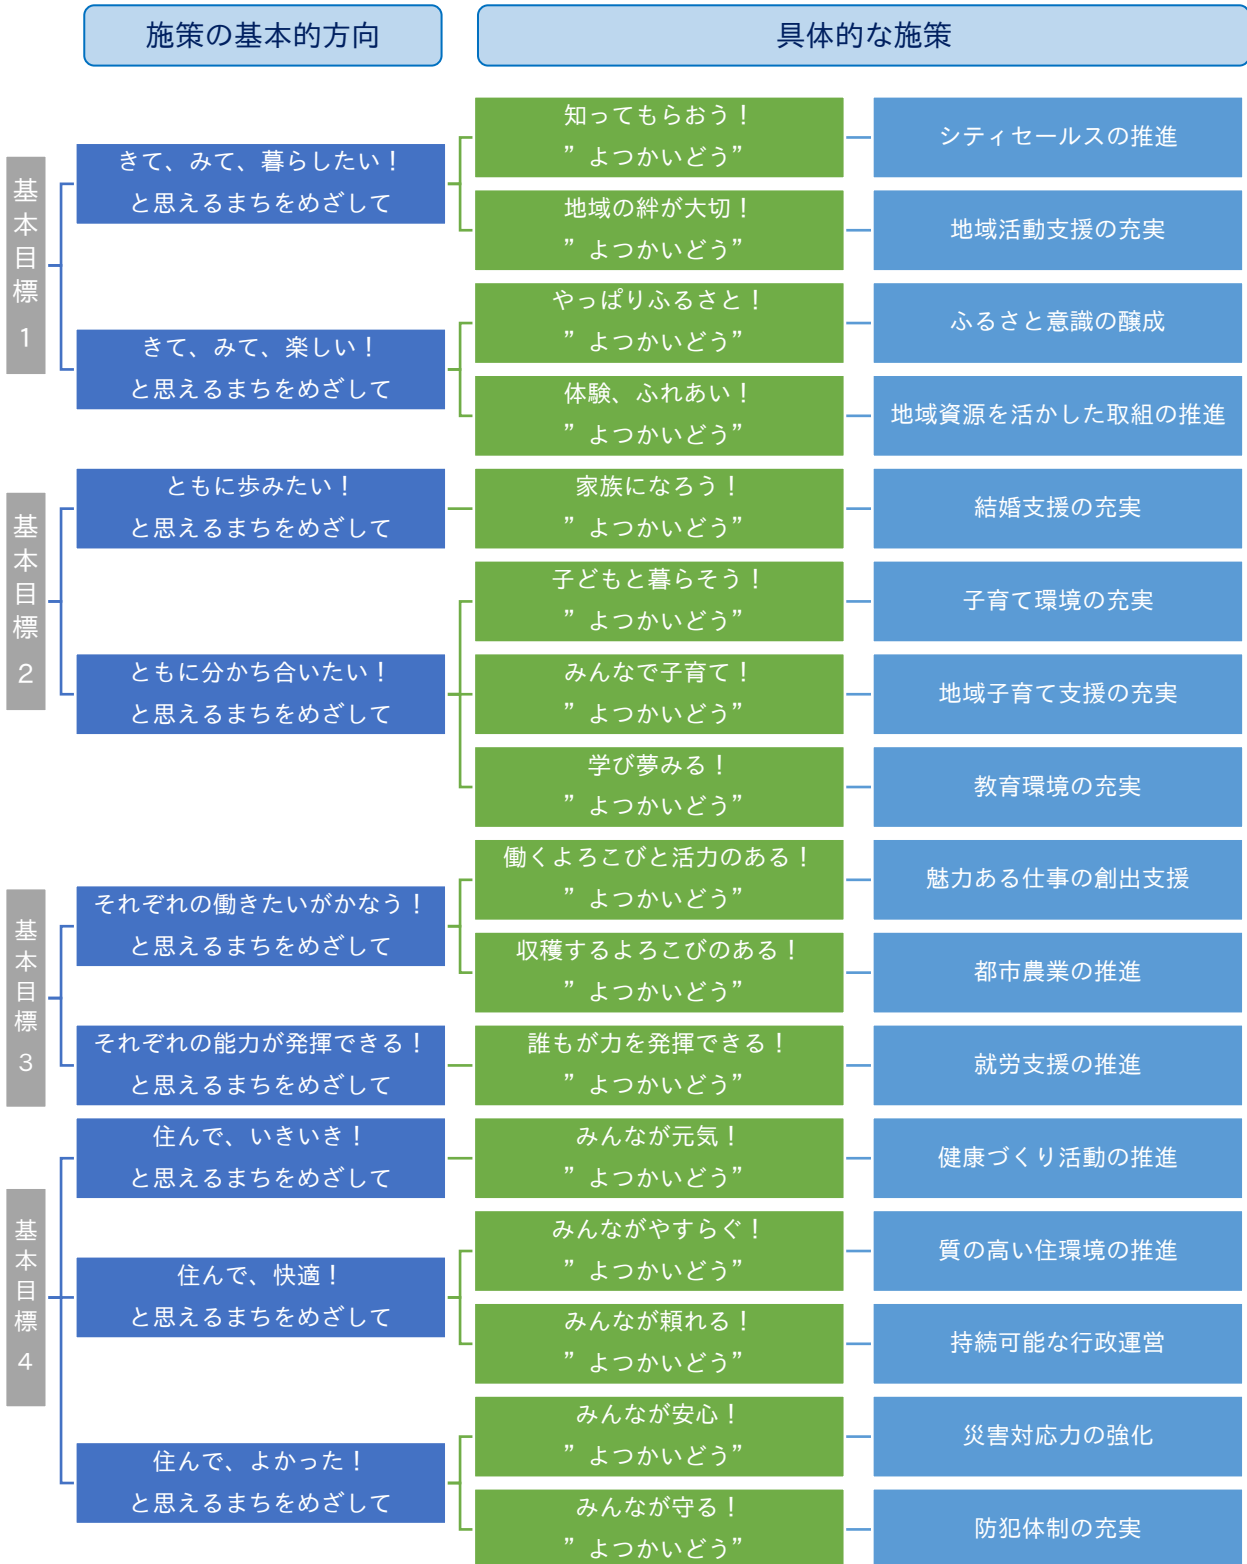 施策の基本的方向
具体的な施策
基本目標1
きて、みて、暮らしたい！
と思えるまちをめざして
知ってもらおう！
”よつかいどう”
シティセールスの推進
地域の絆が大切！
”よつかいどう”
地域活動支援の充実
きて、みて、楽しい！
と思えるまちをめざして
やっぱりふるさと！
”よつかいどう”
ふるさと意識の醸成
体験、ふれあい！
”よつかいどう”
地域資源を活かした取組の推進
基本目標2
ともに歩みたい！
と思えるまちをめざして
家族になろう！
”よつかいどう”
結婚支援の充実
ともに分かち合いたい！
と思えるまちをめざして
子どもと暮らそう！
”よつかいどう”
子育て環境の充実
みんなで子育て！
”よつかいどう”
地域子育て支援の充実
学び夢みる！
”よつかいどう”
教育環境の充実
基本目標3
それぞれの働きたいがかなう！
と思えるまちをめざして
働くよろこびと活力のある！
”よつかいどう”
魅力ある仕事の創出支援
収穫するよろこびのある！
”よつかいどう”
都市農業の推進
それぞれの能力が発揮できる！
と思えるまちをめざして
誰もが力を発揮できる！
”よつかいどう”
就労支援の推進
基本目標4
住んで、いきいき！
と思えるまちをめざして
みんなが元気！
”よつかいどう”
健康づくり活動の推進
住んで、快適！
と思えるまちをめざして
みんながやすらぐ！
”よつかいどう”
質の高い住環境の推進
みんなが頼れる！
”よつかいどう”
持続可能な行政運営
住んで、よかった！
と思えるまちをめざして
みんなが安心！
”よつかいどう”
災害対応力の強化
みんなが守る！
”よつかいどう”
防犯体制の充実